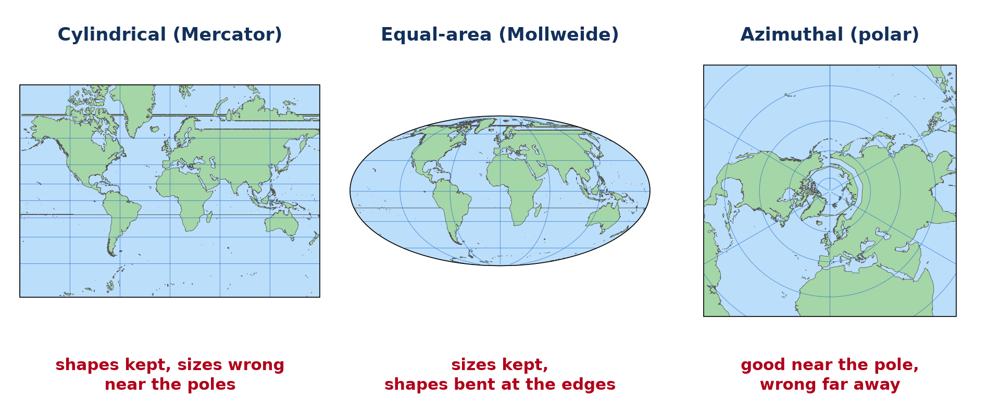 Cylindrical (Mercator)
Equal-area (Mollweide)
Azimuthal (polar)
shapes kept, sizes wrong
near the poles
sizes kept,
shapes bent at the edges
good near the pole,
wrong far away